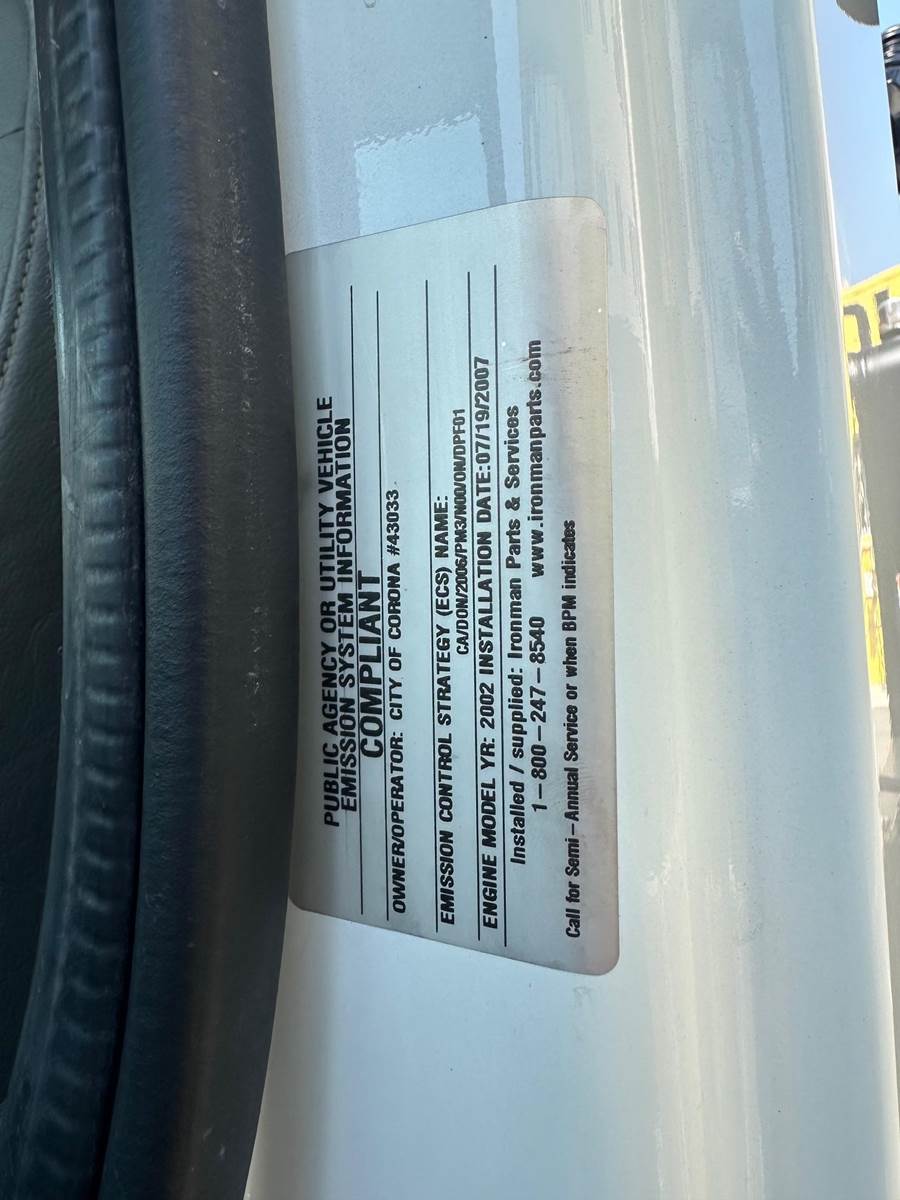 PUBLIC AGENCY OR UTILITY VEHICLE
EMISSION SYSTEM INFORMATION
COMPLIANT
OWNER/OPERATOR: CITY OF CORONA #43033
EMISSION CONTROL STRATEGY (ECS) NAME:
CA/DON/2006/PM3/N00/ON/DPF01
ENGINE MODEL YR: 2002 INSTALLATION DATE:07/19/2007
Installed / supplied: Ironman Parts & Services
1-800-247-8540 www.ironmanparts.com
Call for Semi-Annual Service or when BPM indicates